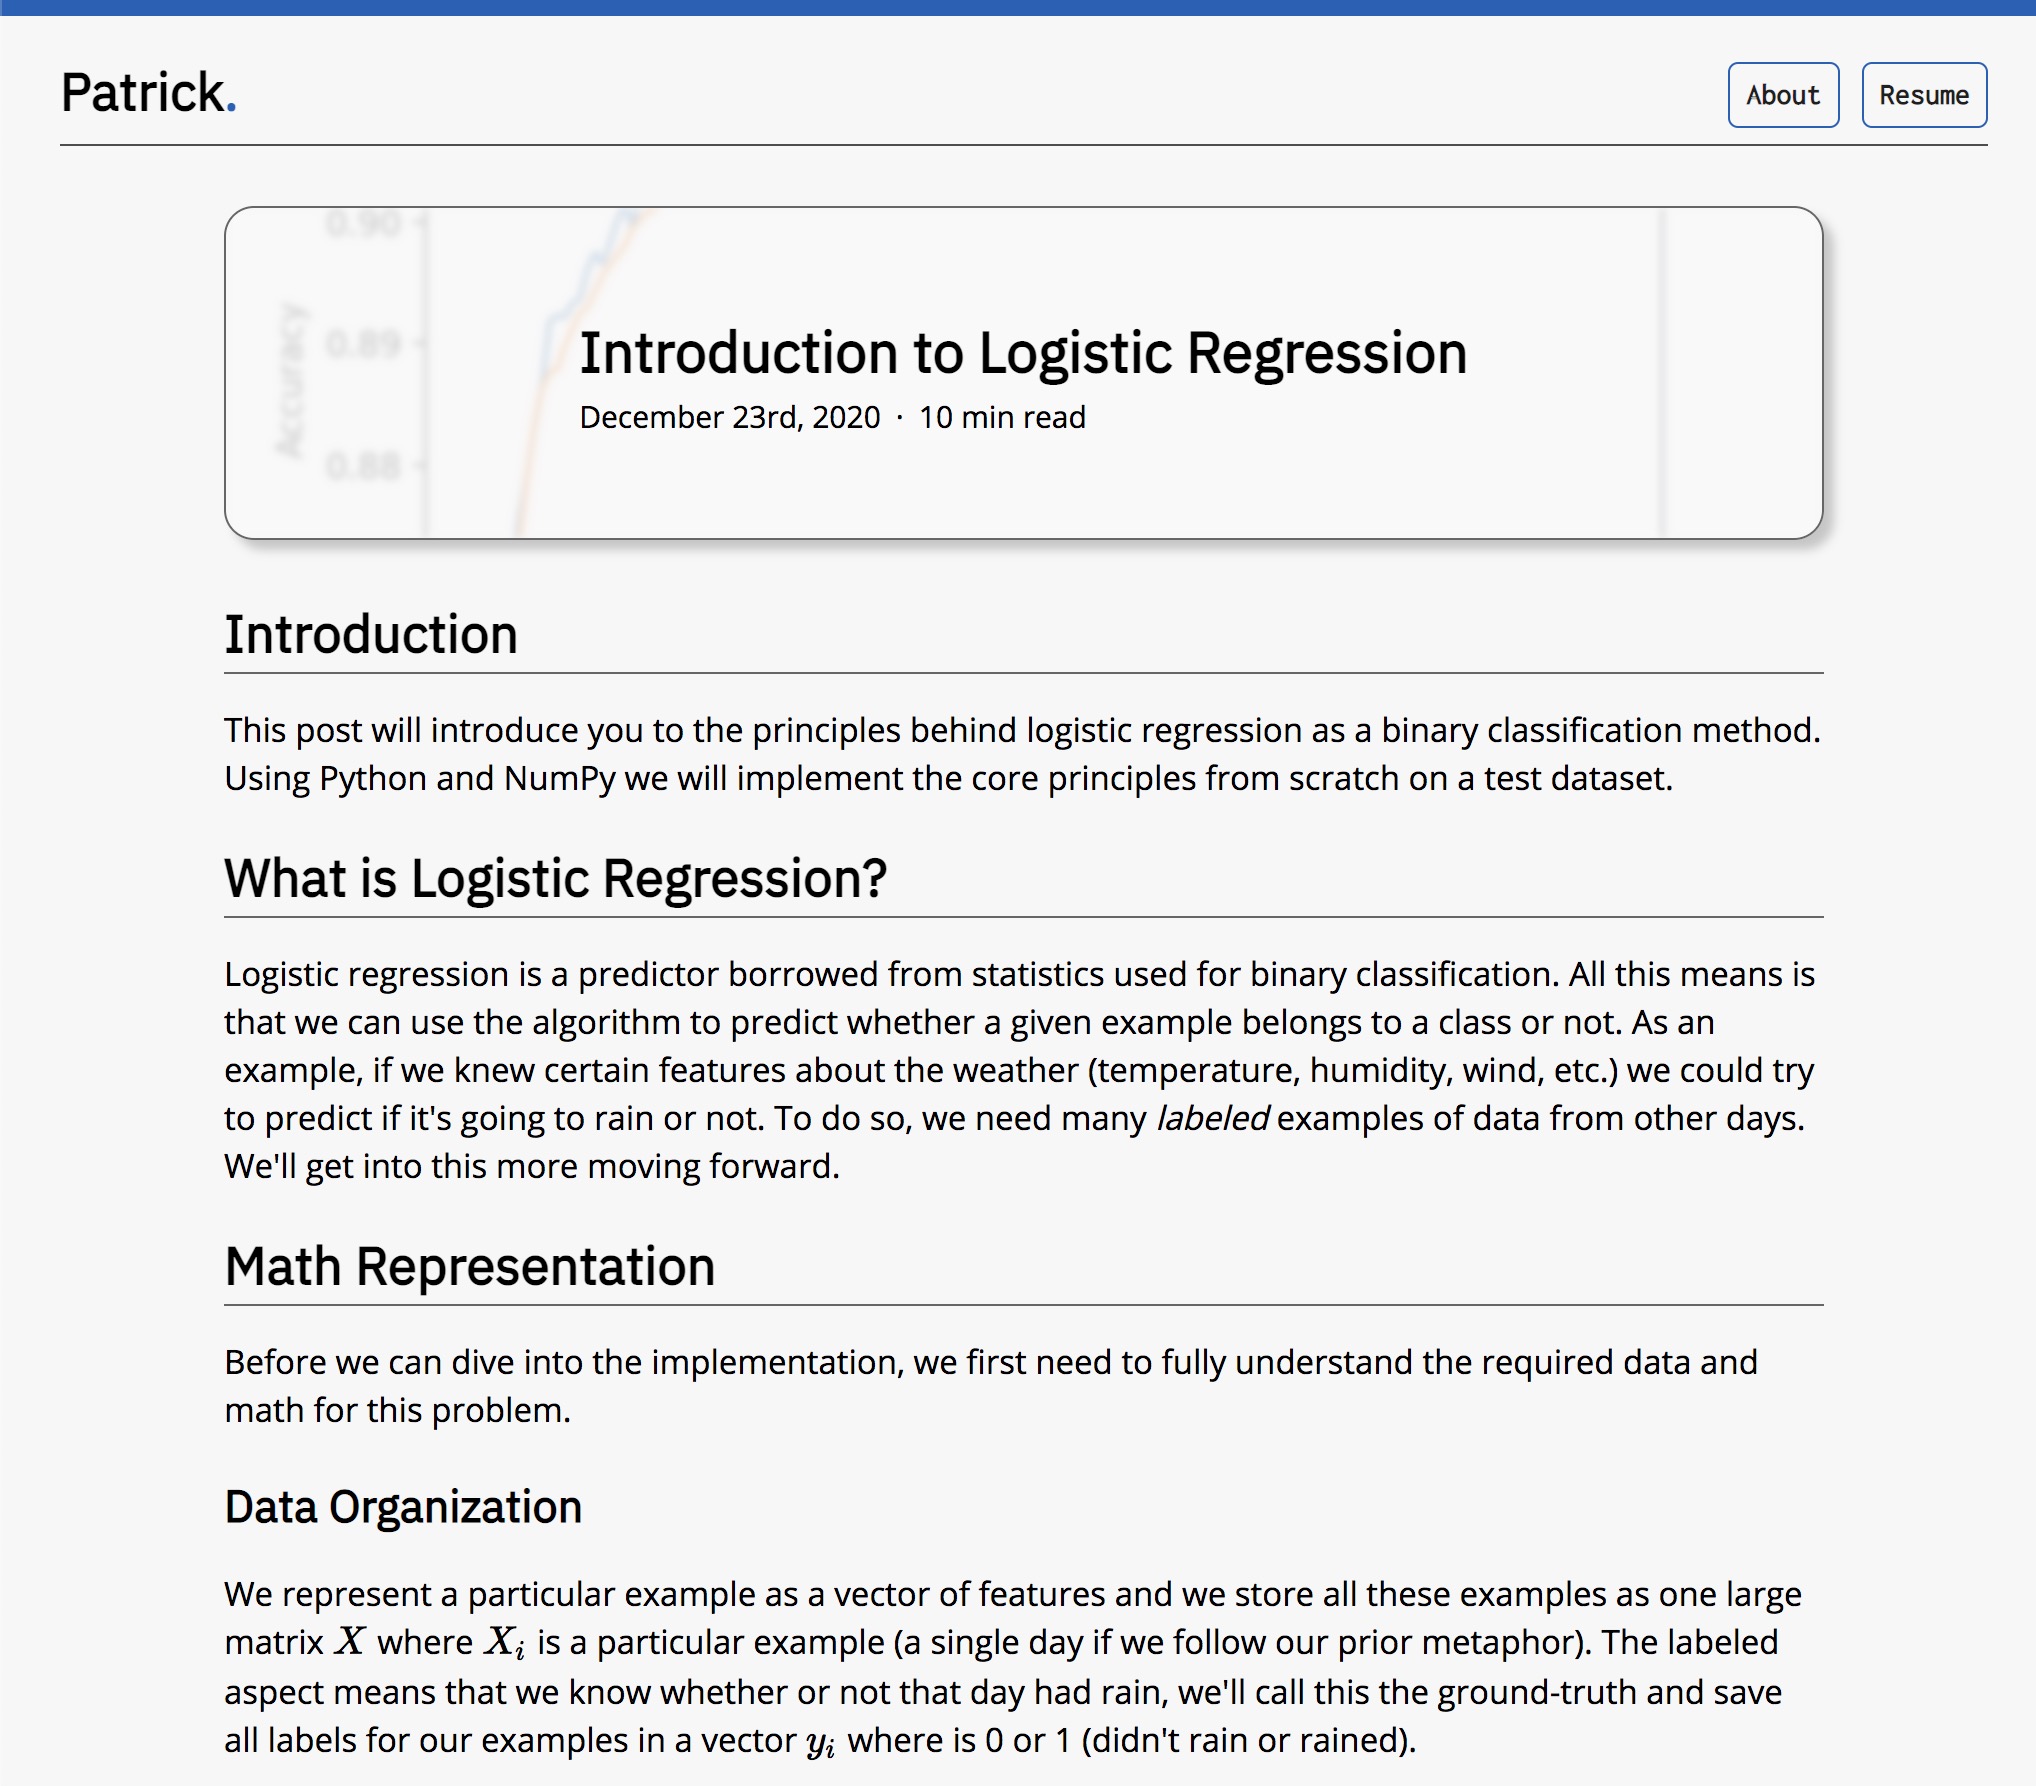 Patrick.
About
Resume
0.90
0.89
0.88
Accuracy
Introduction to Logistic Regression
December 23rd, 2020 · 10 min read
Introduction
This post will introduce you to the principles behind logistic regression as a binary classification method.
Using Python and NumPy we will implement the core principles from scratch on a test dataset.
What is Logistic Regression?
Logistic regression is a predictor borrowed from statistics used for binary classification. All this means is
that we can use the algorithm to predict whether a given example belongs to a class or not. As an
example, if we knew certain features about the weather (temperature, humidity, wind, etc.) we could try
to predict if it's going to rain or not. To do so, we need many labeled examples of data from other days.
We'll get into this more moving forward.
Math Representation
Before we can dive into the implementation, we first need to fully understand the required data and
math for this problem.
Data Organization
We represent a particular example as a vector of features and we store all these examples as one large
matrix X where Xᵢ is a particular example (a single day if we follow our prior metaphor). The labeled
aspect means that we know whether or not that day had rain, we'll call this the ground-truth and save
all labels for our examples in a vector yᵢ where is 0 or 1 (didn't rain or rained).